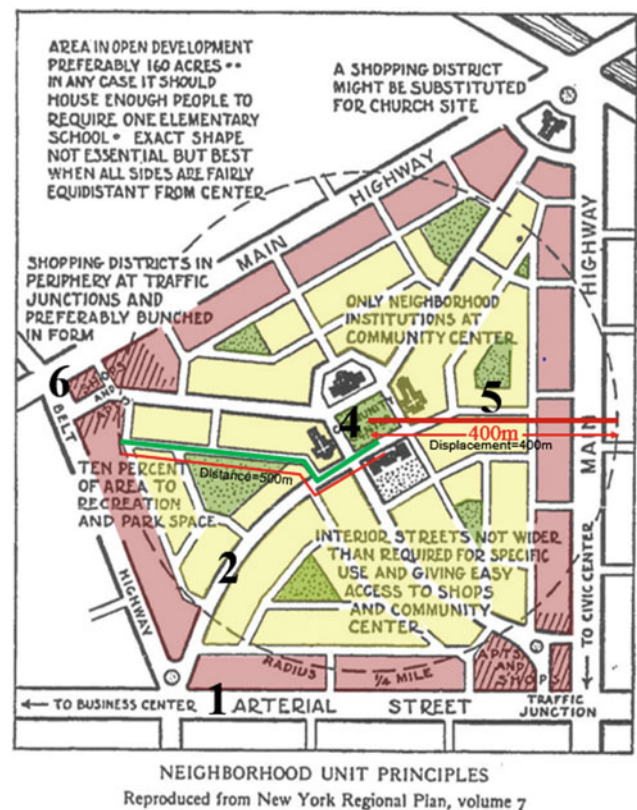 AREA IN OPEN DEVELOPMENT
PREFERABLY 160 ACRES • •
IN ANY CASE IT SHOULD
HOUSE ENOUGH PEOPLE TO
REQUIRE ONE ELEMENTARY
SCHOOL • EXACT SHAPE
NOT ESSENTIAL BUT BEST
WHEN ALL SIDES ARE FAIRLY
EQUIDISTANT FROM CENTER
A SHOPPING DISTRICT
MIGHT BE SUBSTITUTED
FOR CHURCH SITE
MAIN HIGHWAY
SHOPPING DISTRICTS IN
PERIPHERY AT TRAFFIC
JUNCTIONS AND
PREFERABLY BUNCHED
IN FORM
HIGHWAY
MAIN
ONLY NEIGHBORHOOD
INSTITUTIONS AT
COMMUNITY CENTER
6
SHOPS
AND
BELT
HIGHWAY
4
5
400m
Displacement=400m
Distance=500m
TEN PERCENT
OF AREA TO
RECREATION
AND PARK SPACE
2
INTERIOR STREETS NOT WIDER
THAN REQUIRED FOR SPECIFIC
USE AND GIVING EASY
ACCESS TO SHOPS
AND COMMUNITY
CENTER
TO CIVIC CENTER
RADIUS 1/4 MILE
APTS.
AND
SHOPS
TRAFFIC
JUNCTION
TO BUSINESS CENTER
1
ARTERIAL STREET
NEIGHBORHOOD UNIT PRINCIPLES
Reproduced from New York Regional Plan, volume 7